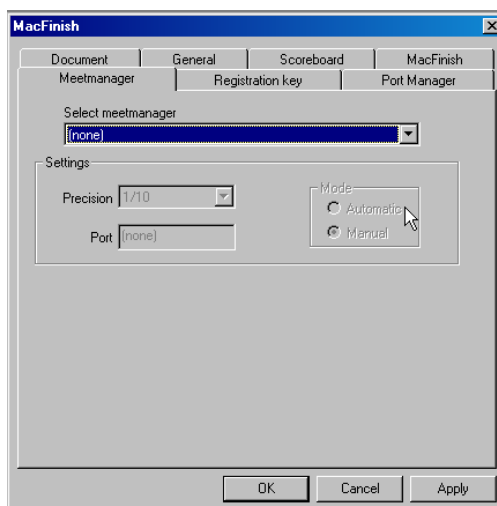 MacFinish
Document General Scoreboard MacFinish
Meetmanager Registration key Port Manager
Select meetmanager
(none)
Settings
Precision 1/10
Mode
Automatic
Port (none)
Manual
OK Cancel Apply